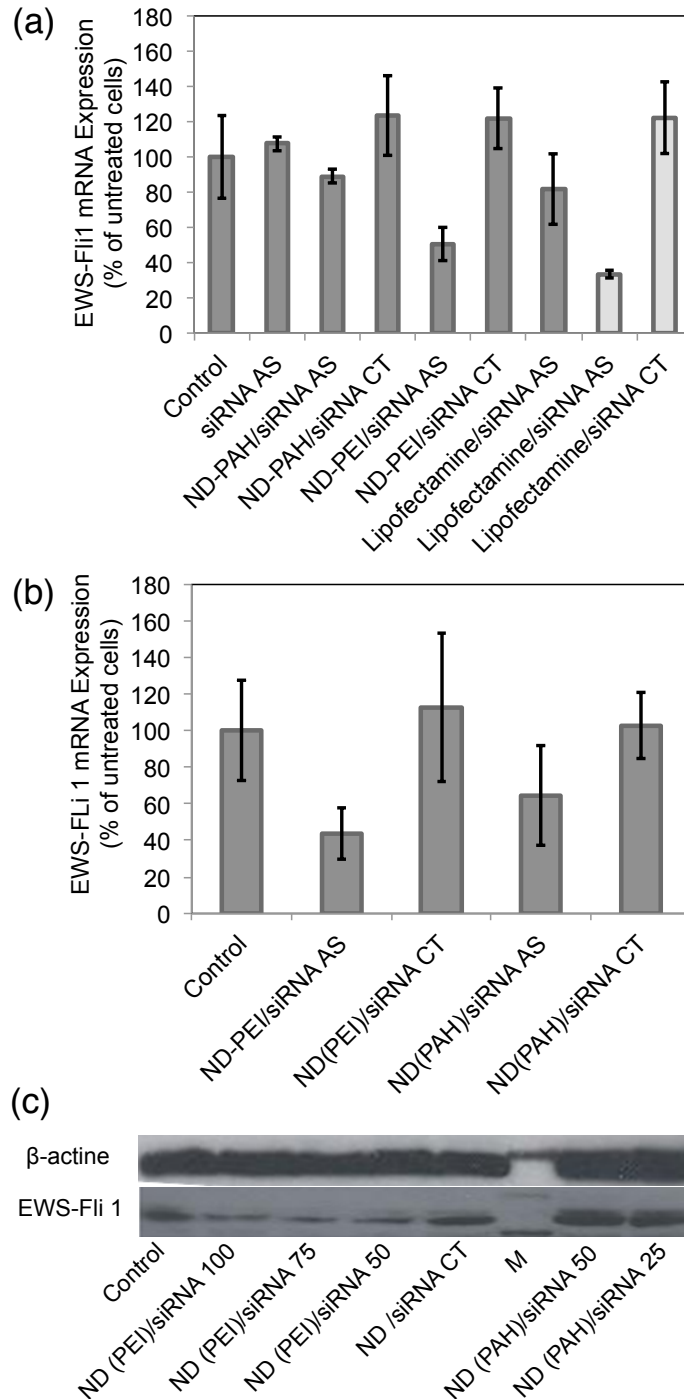 (a)
EWS-Fli1 mRNA Expression
(% of untreated cells)
180
160
140
120
100
80
60
40
20
0
Control
siRNA AS
ND-PAH/siRNA AS
ND-PAH/siRNA CT
ND-PEI/siRNA AS
ND-PEI/siRNA CT
Lipofectamine/siRNA AS
Lipofectamine/siRNA AS
Lipofectamine/siRNA CT
(b)
EWS-FLi 1 mRNA Expression
(% of untreated cells)
180
160
140
120
100
80
60
40
20
0
Control
ND-PEI/siRNA AS
ND(PEI)/siRNA CT
ND(PAH)/siRNA AS
ND(PAH)/siRNA CT
(c)
β-actine
EWS-Fli 1
Control
ND (PEI)/siRNA 100
ND (PEI)/siRNA 75
ND (PEI)/siRNA 50
ND /siRNA CT
M
ND (PAH)/siRNA 50
ND (PAH)/siRNA 25